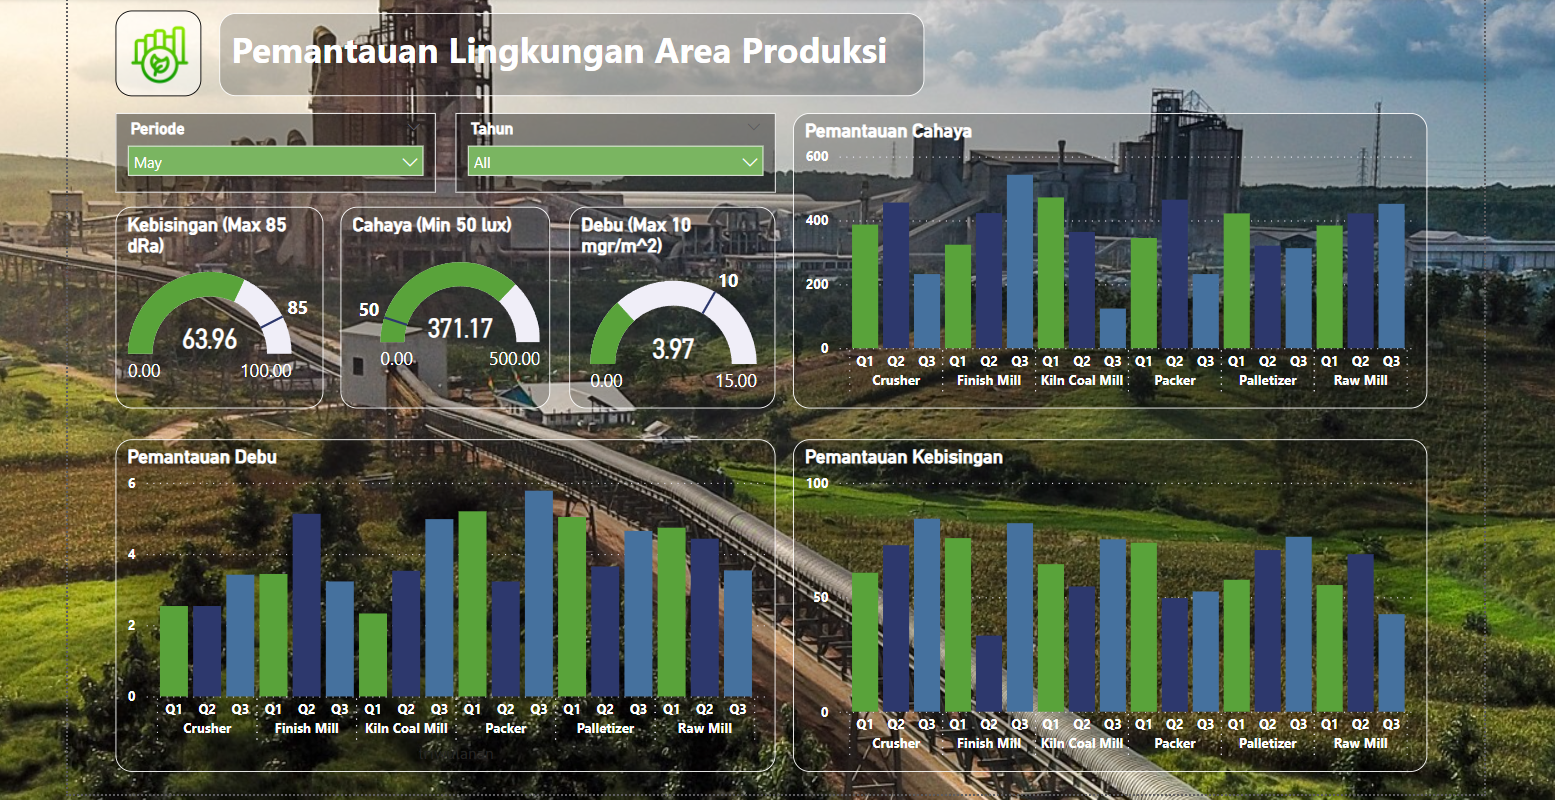 Pemantauan Lingkungan Area Produksi
Periode
May
Tahun
All
Kebisingan (Max 85
dRa)
85
63.96
0.00
100.00
Cahaya (Min 50 lux)
50
371.17
0.00
500.00
Debu (Max 10
mgr/m^2)
10
3.97
0.00
15.00
Pemantauan Cahaya
600
400
200
0
Q1 Q2 Q3 Q1 Q2 Q3 Q1 Q2 Q3 Q1 Q2 Q3 Q1 Q2 Q3 Q1 Q2 Q3
Crusher Finish Mill Kiln Coal Mill Packer Palletizer Raw Mill
Pemantauan Debu
6
4
2
0
Q1 Q2 Q3 Q1 Q2 Q3 Q1 Q2 Q3 Q1 Q2 Q3 Q1 Q2 Q3 Q1 Q2 Q3
Crusher Finish Mill Kiln Coal Mill Packer Palletizer Raw Mill
Pemantauan Kebisingan
100
50
0
Q1 Q2 Q3 Q1 Q2 Q3 Q1 Q2 Q3 Q1 Q2 Q3 Q1 Q2 Q3 Q1 Q2 Q3
Crusher Finish Mill Kiln Coal Mill Packer Palletizer Raw Mill